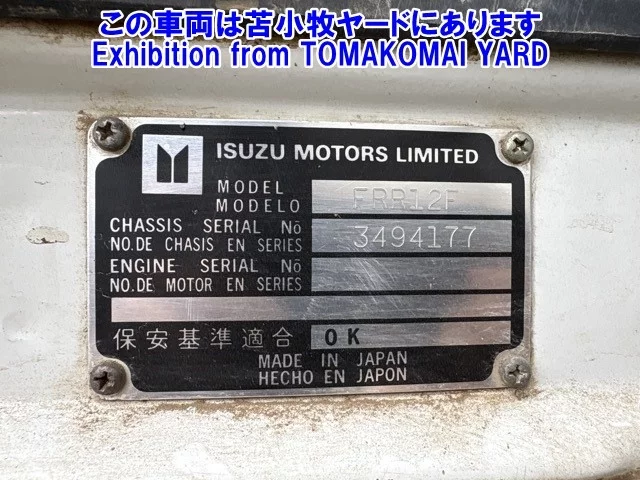 この車両は苫小牧ヤードにあります
Exhibition from TOMAKOMAI YARD
ISUZU MOTORS LIMITED
MODEL
MODELO FRR12F
CHASSIS SERIAL Nō 3494177
NO.DE CHASIS EN SERIES
ENGINE SERIAL Nō
NO.DE MOTOR EN SERIES
保安基準適合 OK
MADE IN JAPAN
HECHO EN JAPON